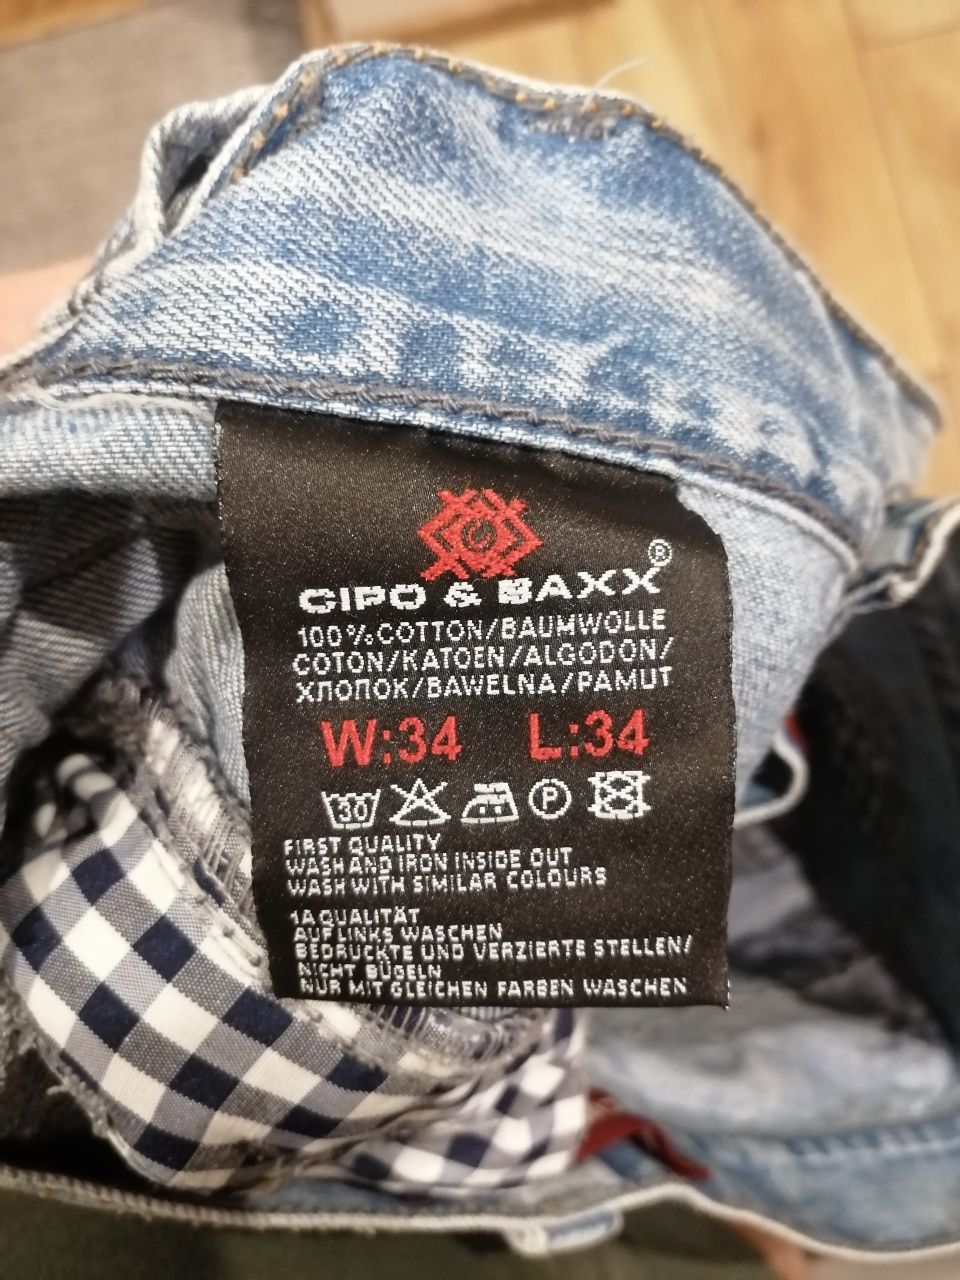 CIPO & BAXX®
100%COTTON/BAUMWOLLE
COTON/KATOEN/ALGODON/
ХЛОПОК/BAWELNA/PAMUT
W:34 L:34
30 P
FIRST QUALITY
WASH AND IRON INSIDE OUT
WASH WITH SIMILAR COLOURS
1A QUALITÄT
AUF LINKS WASCHEN
BEDRUCKTE UND VERZIERTE STELLEN/
NICHT BÜGELN
NUR MIT GLEICHEN FARBEN WASCHEN